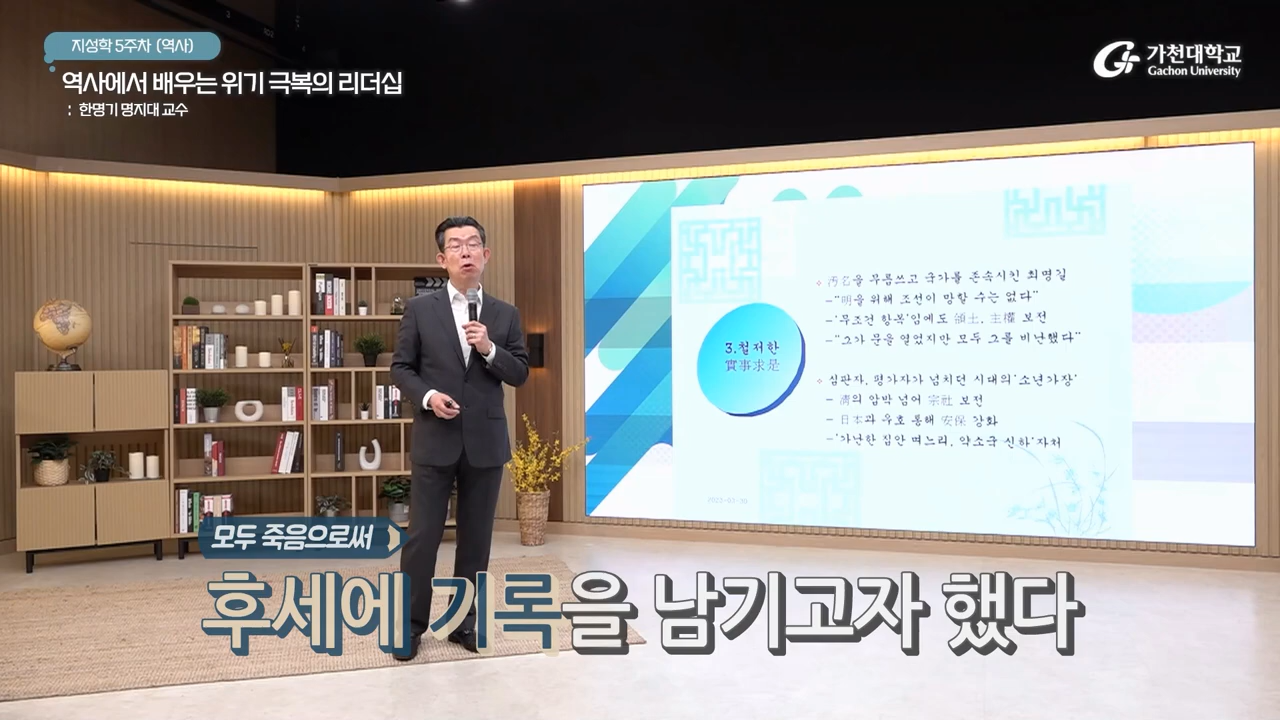 지성학 5주차 (역사)
역사에서 배우는 위기 극복의 리더십
: 한명기 명지대 교수
가천대학교
Gachon University
3.철저한
實事求是
汚名을 무릅쓰고 국가를 존속시킨 최명길
-"明을 위해 조선이 망할 수는 없다"
-'무조건 항복'임에도 領土, 主權 보전
-"그가 문을 열었지만 모두 그를 비난했다"
심판자, 평가자가 넘치던 시대의'소년가장'
- 淸의 압박 넘어 宗社 보전
- 日本과 우호 통해 安保 강화
-'가난한 집안 며느리, 약소국 신하'자처
모두 죽음으로써
후세에 기록을 남기고자 했다